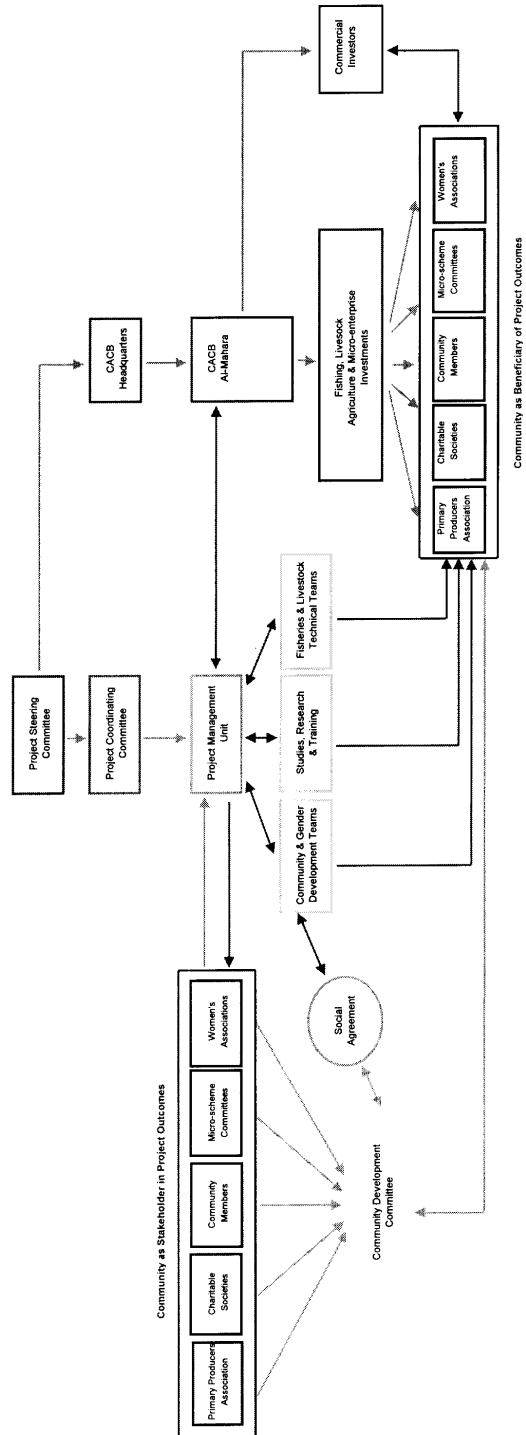 Project Steering
Committee
Project Coordinating
Committee
CACB
Headquarters
Project Management
Unit
CACB
Al-Mahara
Commercial
Investors
Community as Stakeholder in Project Outcomes
Primary Producers
Association
Charitable
Societies
Community
Members
Micro-scheme
Committees
Women's
Associations
Community & Gender
Development Teams
Studies, Research
& Training
Fisheries & Livestock
Technical Teams
Fishing, Livesock
Agriculture & Micro-enterprise
Investments
Social
Agreement
Community Development
Committee
Primary
Producers
Association
Charitable
Societies
Community
Members
Micro-scheme
Committees
Women's
Associations
Community as Beneficiary of Project Outcomes